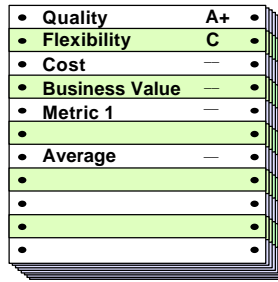 Quality A+
Flexibility C
Cost —
Business Value —
Metric 1 —
Average —